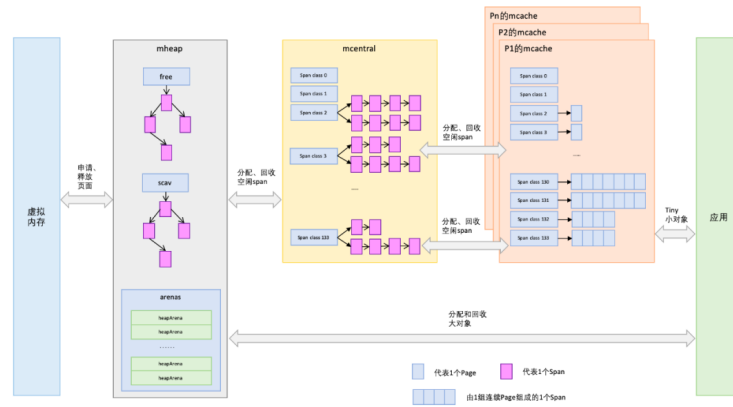 Pn的mcache
P2的mcache
P1的mcache
mheap
mcentral
free
scav
arenas
heapArena
heapArena
......
heapArena
heapArena
虚拟
内存
申请、
释放
页面
分配、回收
空闲span
Span class 0
Span class 1
Span class 2
Span class 3
......
Span class 133
分配、回收
空闲span
分配、回收
空闲span
Span class 0
Span class 1
Span class 2
Span class 3
......
Span class 130
Span class 131
Span class 132
Span class 133
Tiny
小对象
应用
分配和回收
大对象
代表1个Page
代表1个Span
由1组连续Page组成的1个Span